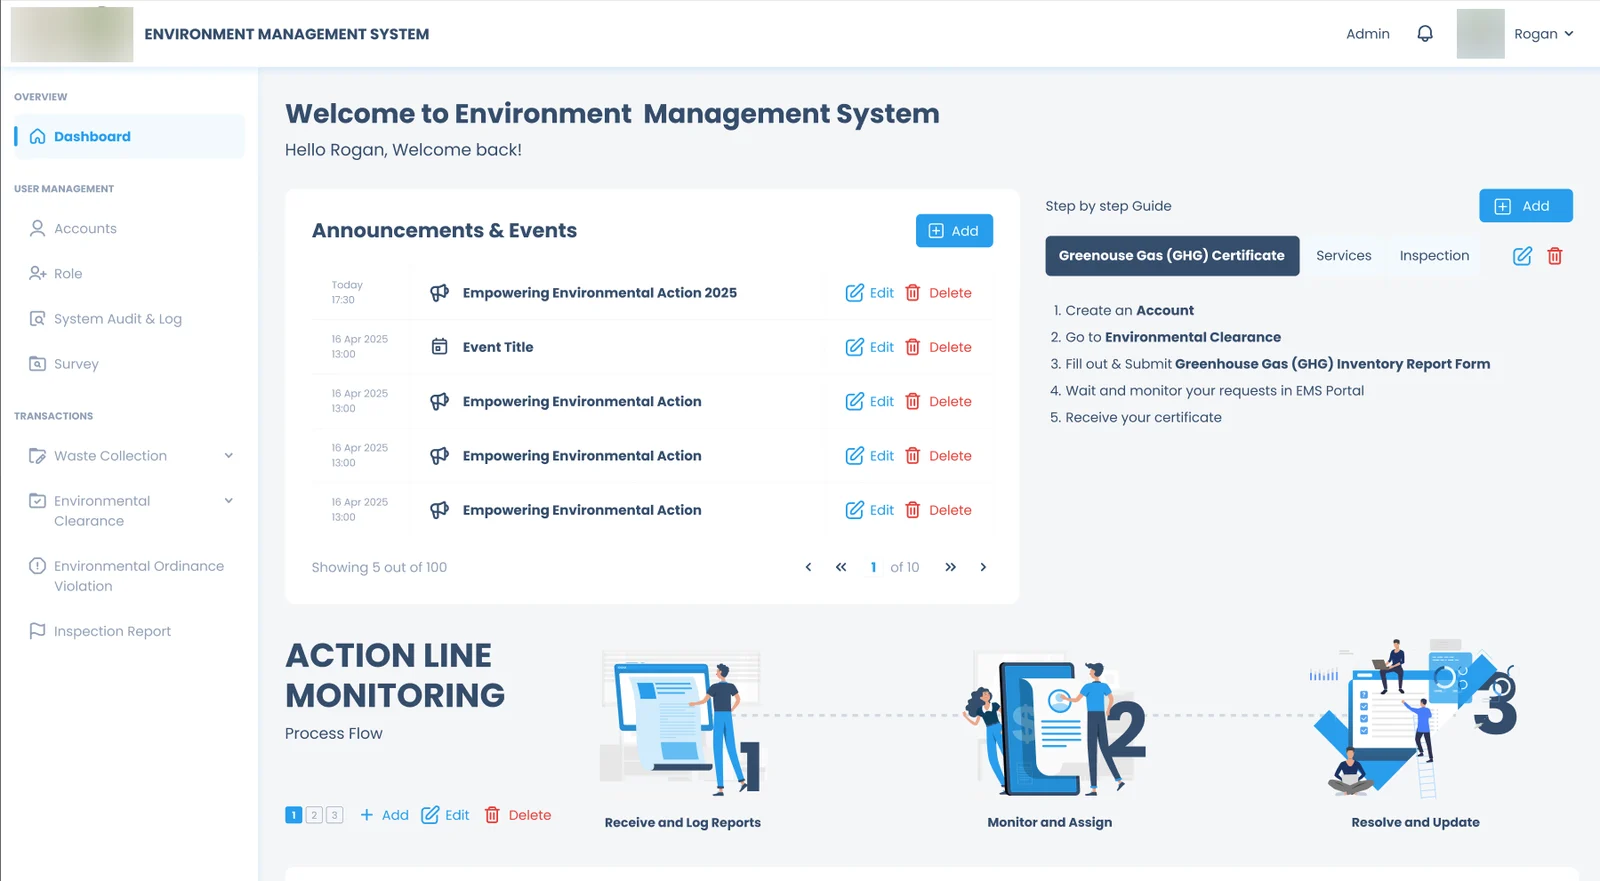 ENVIRONMENT MANAGEMENT SYSTEM
Admin
Rogan
OVERVIEW
Dashboard
USER MANAGEMENT
Accounts
Role
System Audit & Log
Survey
TRANSACTIONS
Waste Collection
Environmental
Clearance
Environmental Ordinance
Violation
Inspection Report
Welcome to Environment Management System
Hello Rogan, Welcome back!
Announcements & Events
Add
Today
17:30
Empowering Environmental Action 2025
Edit
Delete
16 Apr 2025
13:00
Event Title
Edit
Delete
16 Apr 2025
13:00
Empowering Environmental Action
Edit
Delete
16 Apr 2025
13:00
Empowering Environmental Action
Edit
Delete
16 Apr 2025
13:00
Empowering Environmental Action
Edit
Delete
Showing 5 out of 100
1 of 10
Step by step Guide
Add
Greenouse Gas (GHG) Certificate
Services
Inspection
1. Create an Account
2. Go to Environmental Clearance
3. Fill out & Submit Greenhouse Gas (GHG) Inventory Report Form
4. Wait and monitor your requests in EMS Portal
5. Receive your certificate
ACTION LINE
MONITORING
Process Flow
1 2 3
Add
Edit
Delete
1
Receive and Log Reports
2
Monitor and Assign
3
Resolve and Update